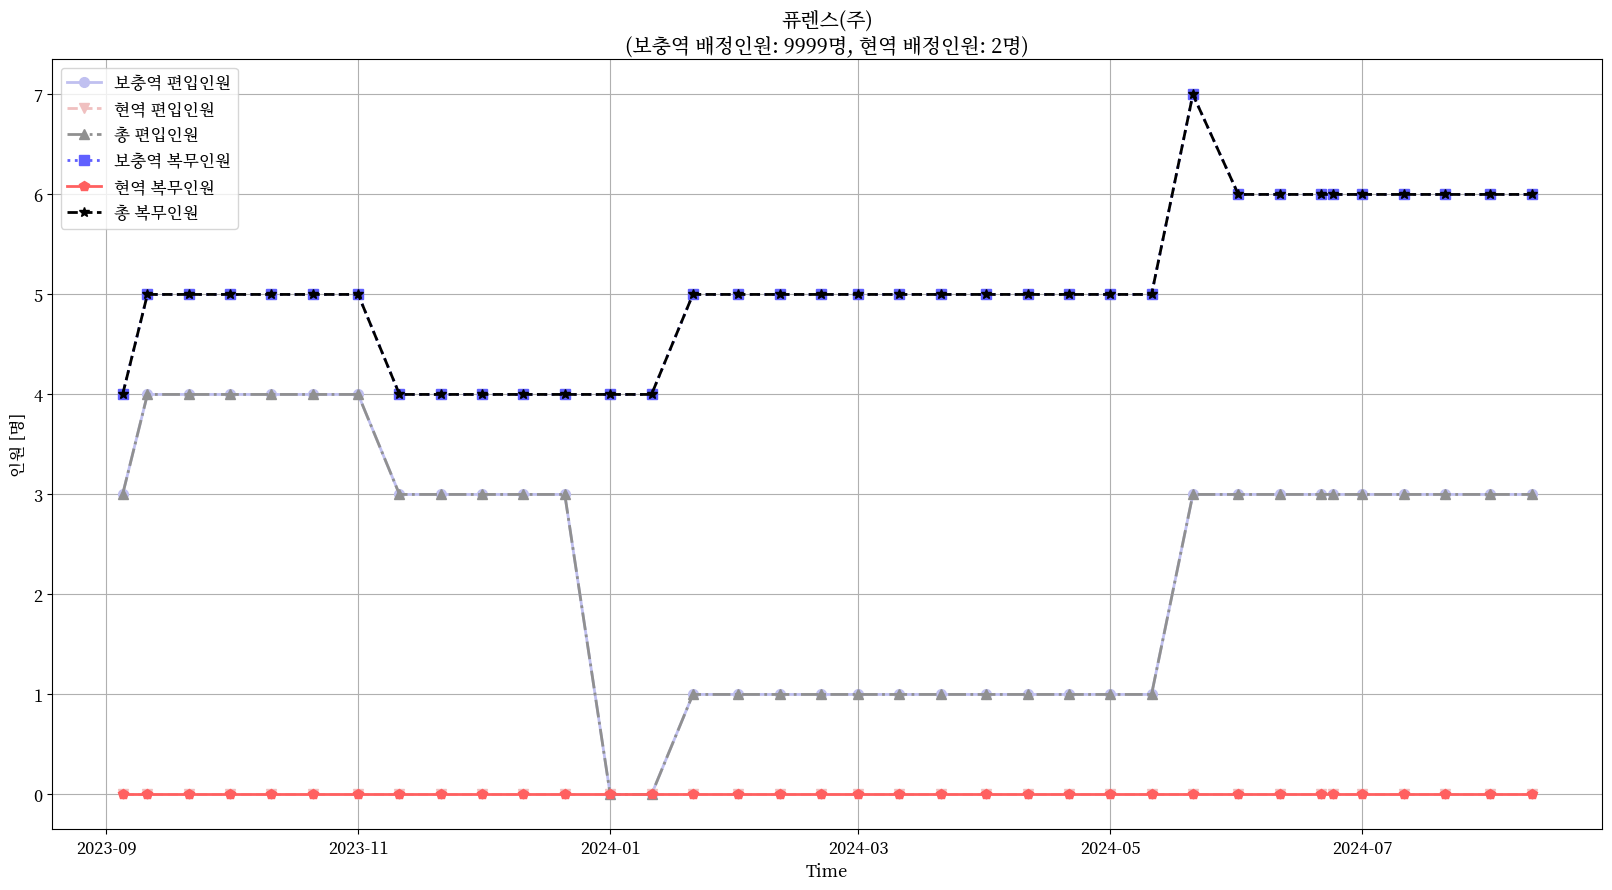 퓨렌스(주)
(보충역 배정인원: 9999명, 현역 배정인원: 2명)
보충역 편입인원
현역 편입인원
총 편입인원
보충역 복무인원
현역 복무인원
총 복무인원
7
6
5
4
3
2
1
0
인원 [명]
2023-09
2023-11
2024-01
2024-03
2024-05
2024-07
Time